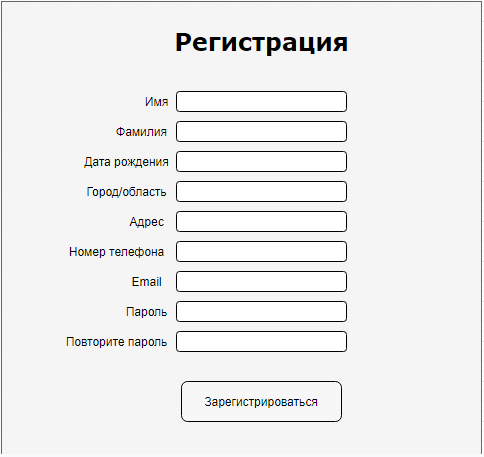 Регистрация
Имя
Фамилия
Дата рождения
Город/область
Адрес
Номер телефона
Email
Пароль
Повторите пароль
Зарегистрироваться